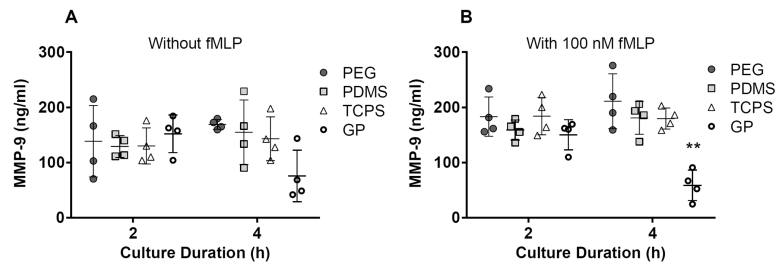 A
Without fMLP
300
200
100
0
MMP-9 (ng/ml)
2
4
Culture Duration (h)
PEG
PDMS
TCPS
GP
B
With 100 nM fMLP
300
200
100
0
MMP-9 (ng/ml)
**
2
4
Culture Duration (h)
PEG
PDMS
TCPS
GP